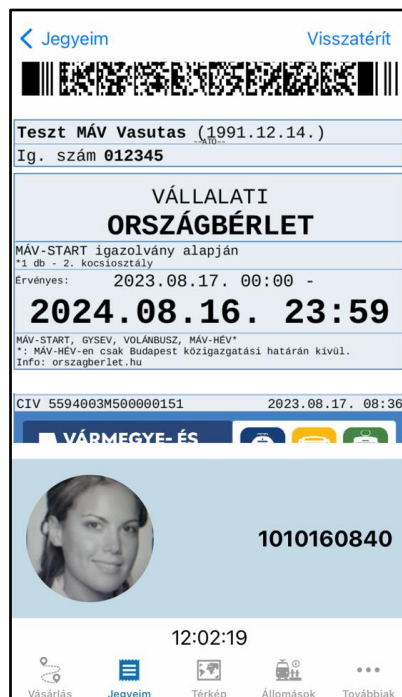 Jegyeim Visszatérít
Teszt MÁV Vasutas (1991.12.14.)
--ATO--
Ig. szám 012345
VÁLLALATI
ORSZÁGBÉRLET
MÁV-START igazolvány alapján
*1 db - 2. kocsiosztály
Érvényes: 2023.08.17. 00:00 -
2024.08.16. 23:59
MÁV-START, GYSEV, VOLÁNBUSZ, MÁV-HÉV*
*: MÁV-HÉV-en csak Budapest közigazgatási határán kívül.
Info: orszagberlet.hu
CIV 5594003M500000151 2023.08.17. 08:36
VÁRMEGYE- ÉS
1010160840
12:02:19
Vásárlás Jegyeim Térkép Állomások Továbbiak